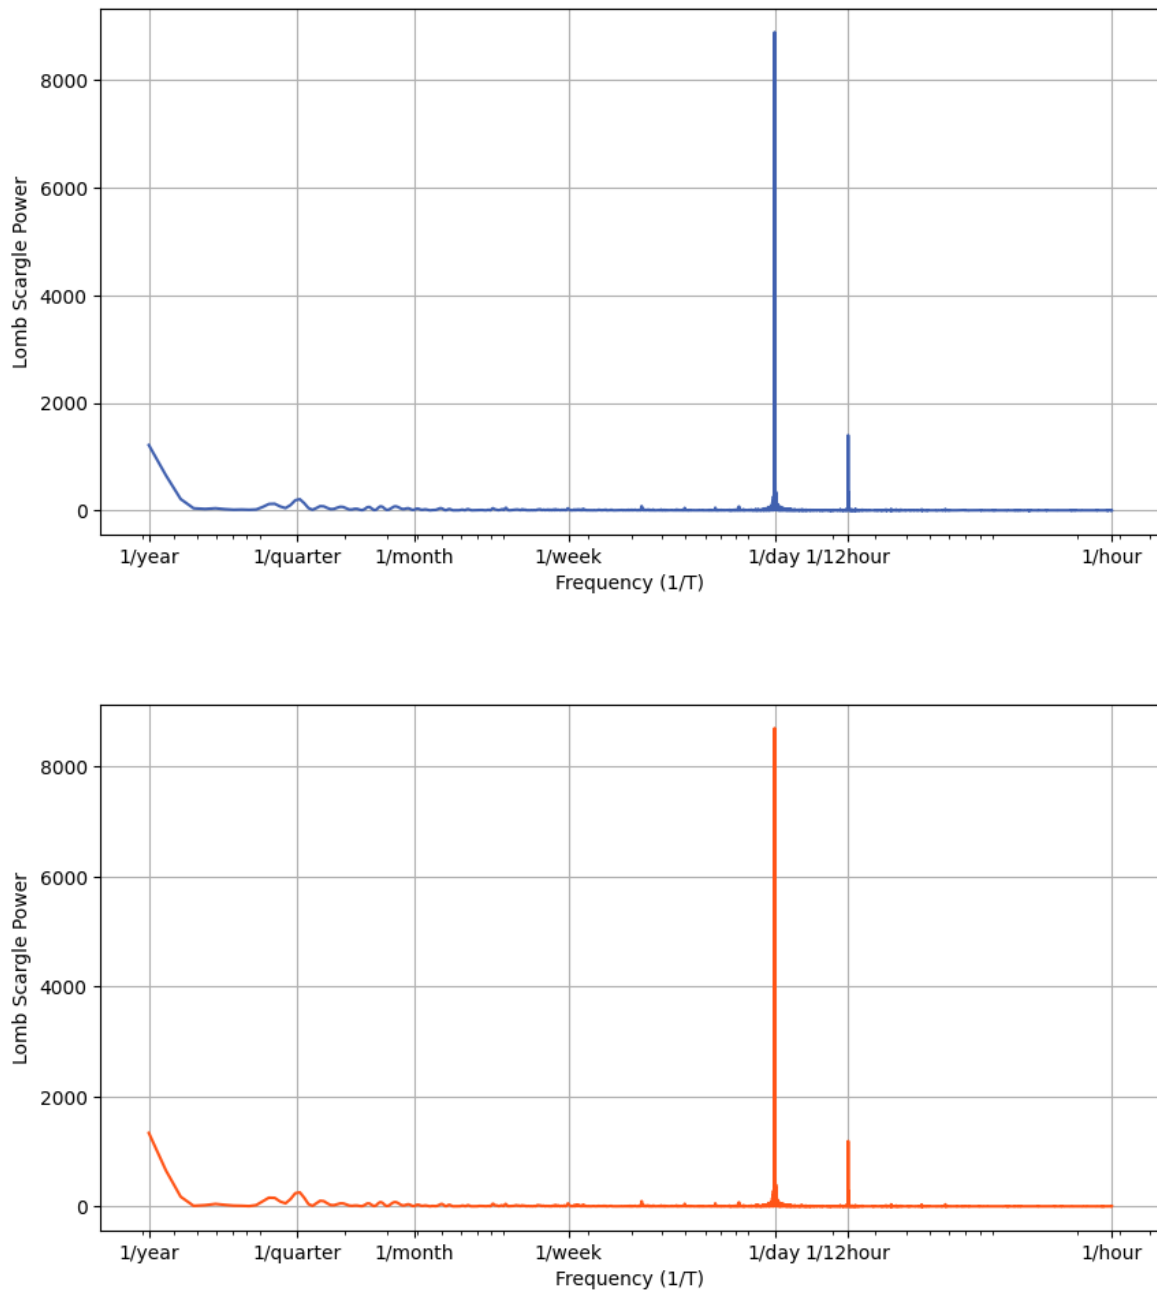 8000
6000
4000
2000
0
Lomb Scargle Power
1/year 1/quarter 1/month 1/week 1/day 1/12hour 1/hour
Frequency (1/T)
8000
6000
4000
2000
0
Lomb Scargle Power
1/year 1/quarter 1/month 1/week 1/day 1/12hour 1/hour
Frequency (1/T)